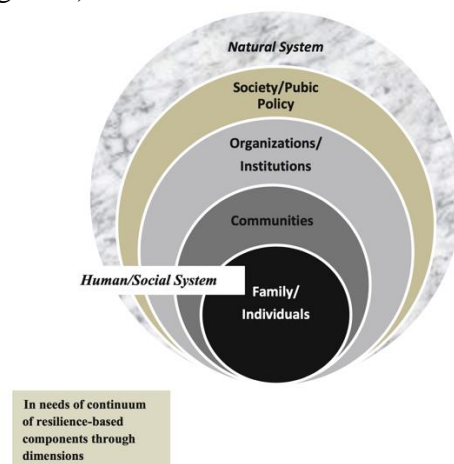 Natural System
Society/Pubic
Policy
Organizations/
Institutions
Communities
Human/Social System
Family/
Individuals
In needs of continuum
of resilience-based
components through
dimensions